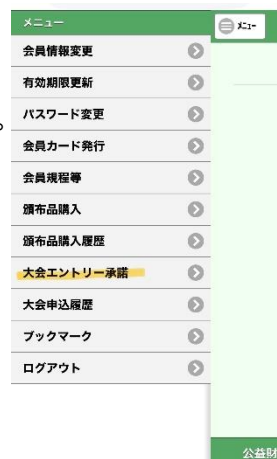 メニュー
メニュー
会員情報変更
有効期限更新
パスワード変更
会員カード発行
会員規程等
頒布品購入
頒布品購入履歴
大会エントリー承諾
大会申込履歴
ブックマーク
ログアウト
公益財